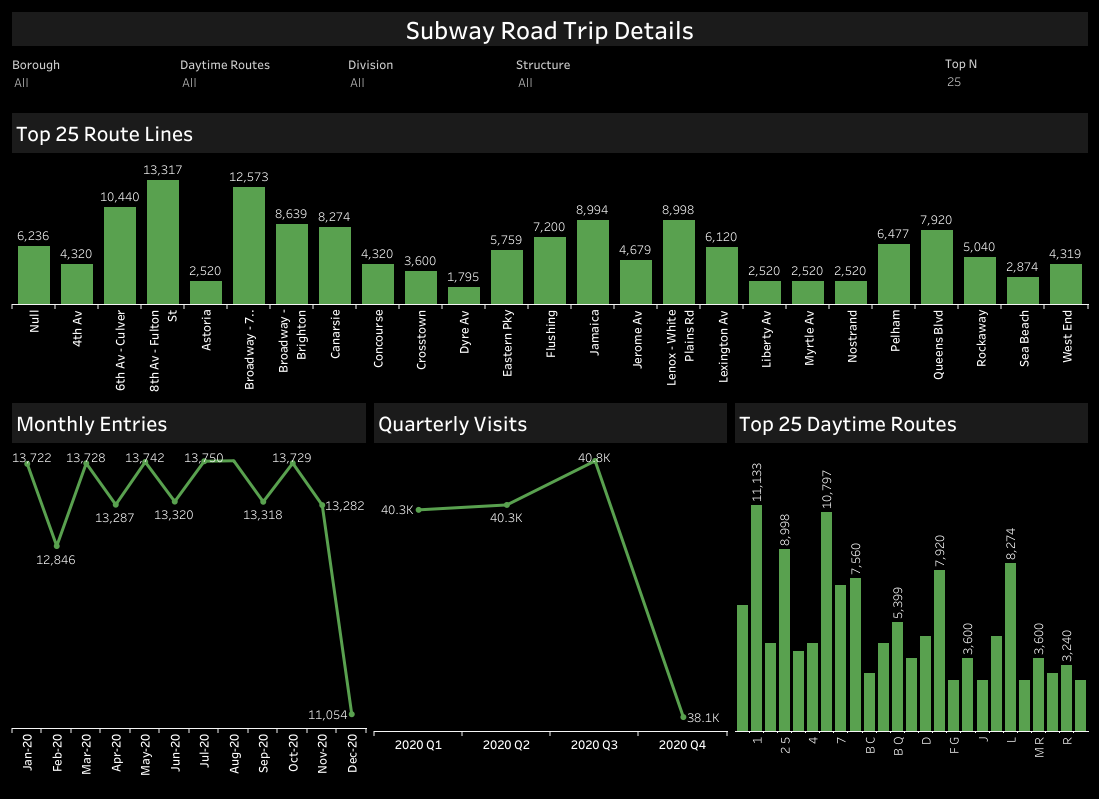 Subway Road Trip Details
Borough
All
Daytime Routes
All
Division
All
Structure
All
Top N
25
Top 25 Route Lines
6,236
4,320
10,440
13,317
2,520
12,573
8,639
8,274
4,320
3,600
1,795
5,759
7,200
8,994
4,679
8,998
6,120
2,520
2,520
2,520
6,477
7,920
5,040
2,874
4,319
Null
4th Av
6th Av - Culver
8th Av - Fulton
St
Astoria
Broadway - 7..
Broadway -
Brighton
Canarsie
Concourse
Crosstown
Dyre Av
Eastern Pky
Flushing
Jamaica
Jerome Av
Lenox - White
Plains Rd
Lexington Av
Liberty Av
Myrtle Av
Nostrand
Pelham
Queens Blvd
Rockaway
Sea Beach
West End
Monthly Entries
13,722
12,846
13,728
13,287
13,742
13,320
13,750
13,318
13,729
13,282
11,054
Jan-20
Feb-20
Mar-20
Apr-20
May-20
Jun-20
Jul-20
Aug-20
Sep-20
Oct-20
Nov-20
Dec-20
Quarterly Visits
40.3K
40.3K
40.8K
38.1K
2020 Q1
2020 Q2
2020 Q3
2020 Q4
Top 25 Daytime Routes
11,133
8,998
10,797
7,560
5,399
7,920
3,600
8,274
3,600
3,240
1
2 5
4
7
B C
B Q
D
F G
J
L
M R
R